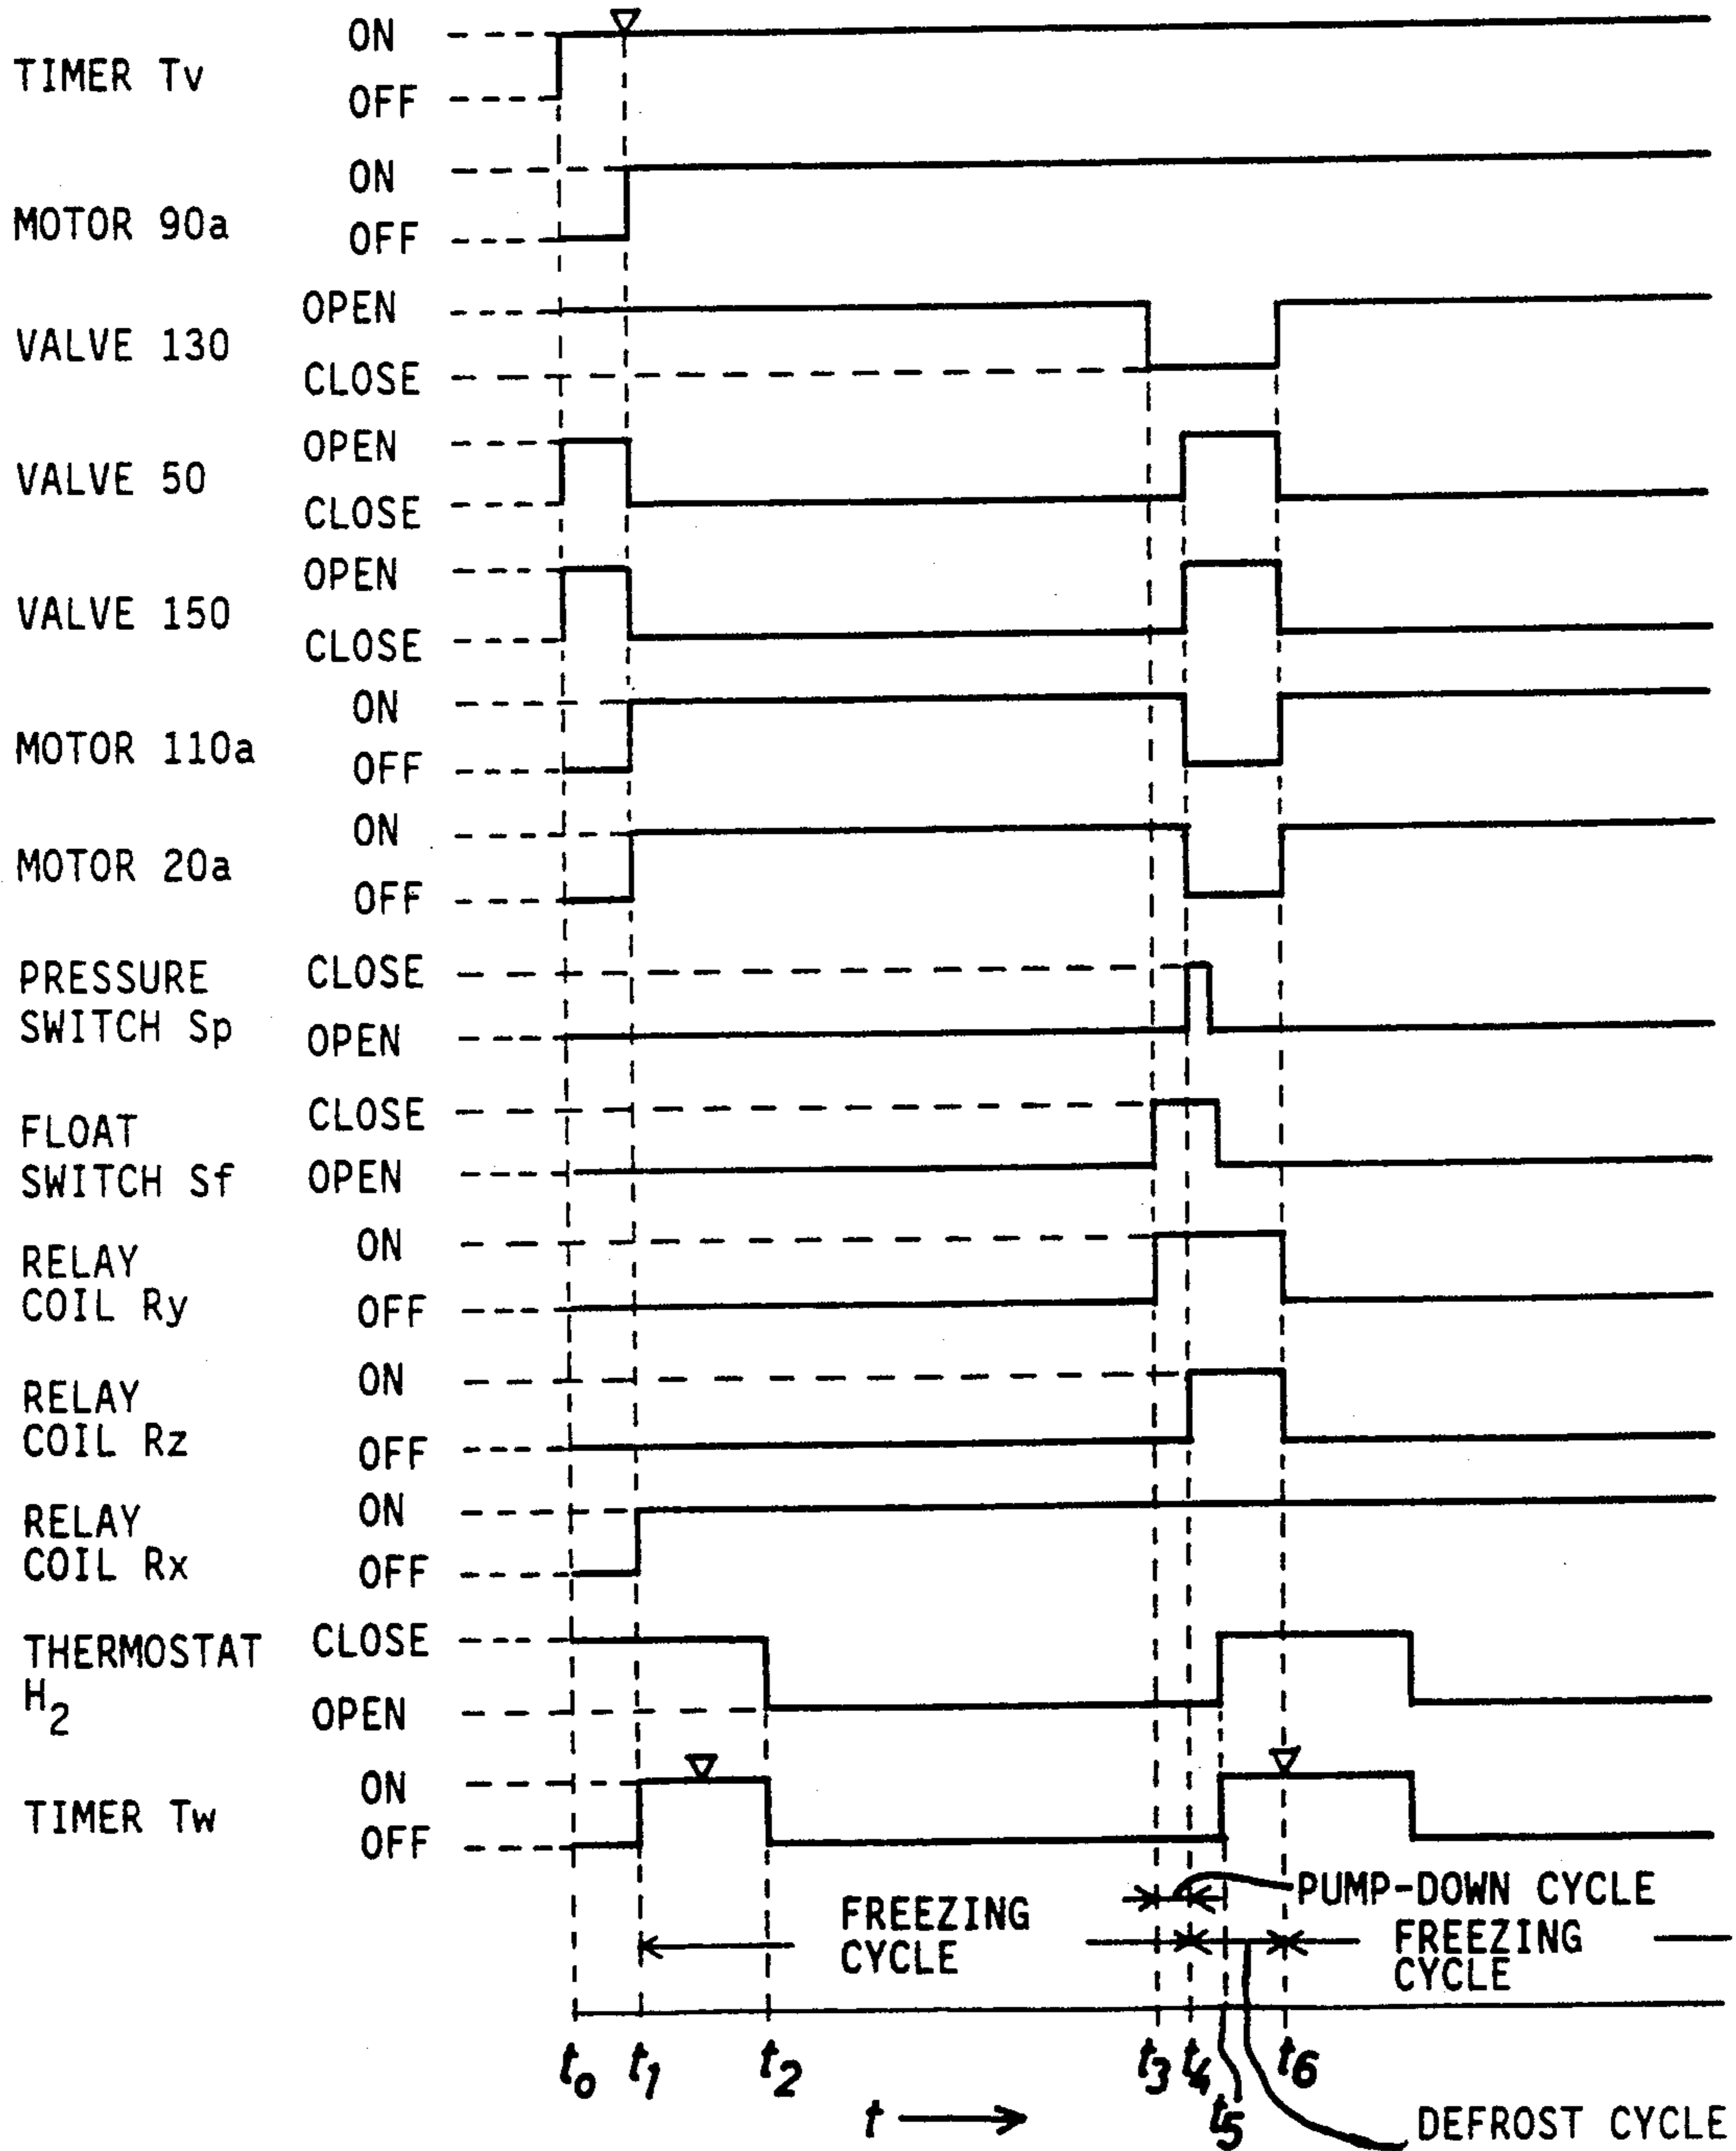 ON
TIMER Tv
OFF
ON
MOTOR 90a
OFF
OPEN
VALVE 130
CLOSE
OPEN
VALVE 50
CLOSE
OPEN
VALVE 150
CLOSE
ON
MOTOR 110a
OFF
ON
MOTOR 20a
OFF
PRESSURE CLOSE
SWITCH Sp OPEN
FLOAT CLOSE
SWITCH Sf OPEN
RELAY ON
COIL Ry OFF
RELAY ON
COIL Rz OFF
RELAY ON
COIL Rx OFF
THERMOSTAT CLOSE
H2 OPEN
ON
TIMER Tw
OFF
PUMP-DOWN CYCLE
FREEZING
CYCLE
FREEZING
CYCLE
t0 t1 t2 t3 t4 t6
t5
t
DEFROST CYCLE